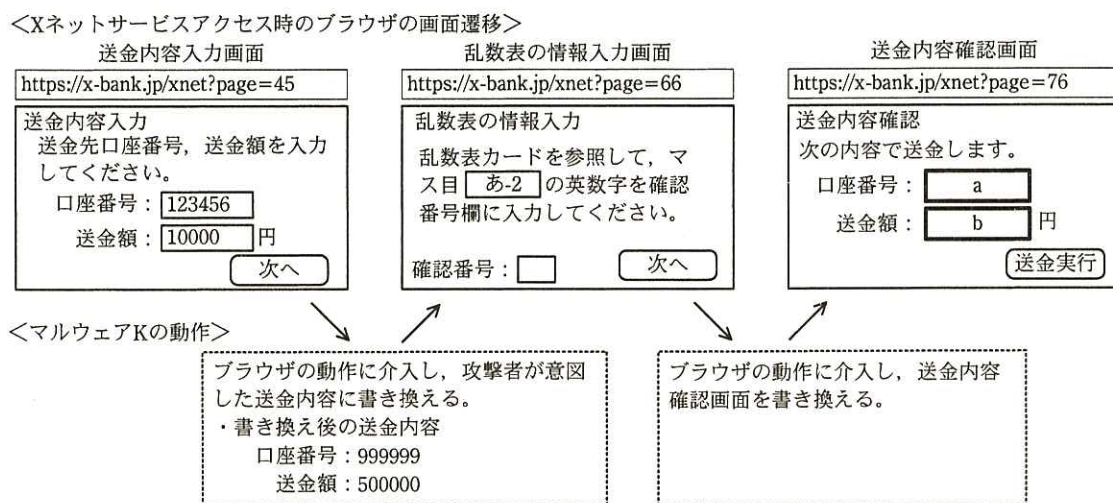 <Xネットサービスアクセス時のブラウザの画面遷移>
送金内容入力画面
https://x-bank.jp/xnet?page=45
送金内容入力
送金先口座番号，送金額を入力
してください。
口座番号：123456
送金額：10000 円
次へ
乱数表の情報入力画面
https://x-bank.jp/xnet?page=66
乱数表の情報入力
乱数表カードを参照して，マ
ス目 あ-2 の英数字を確認
番号欄に入力してください。
確認番号：
次へ
送金内容確認画面
https://x-bank.jp/xnet?page=76
送金内容確認
次の内容で送金します。
口座番号： a
送金額： b 円
送金実行
<マルウェアKの動作>
ブラウザの動作に介入し，攻撃者が意図
した送金内容に書き換える。
・書き換え後の送金内容
口座番号：999999
送金額：500000
ブラウザの動作に介入し，送金内容
確認画面を書き換える。